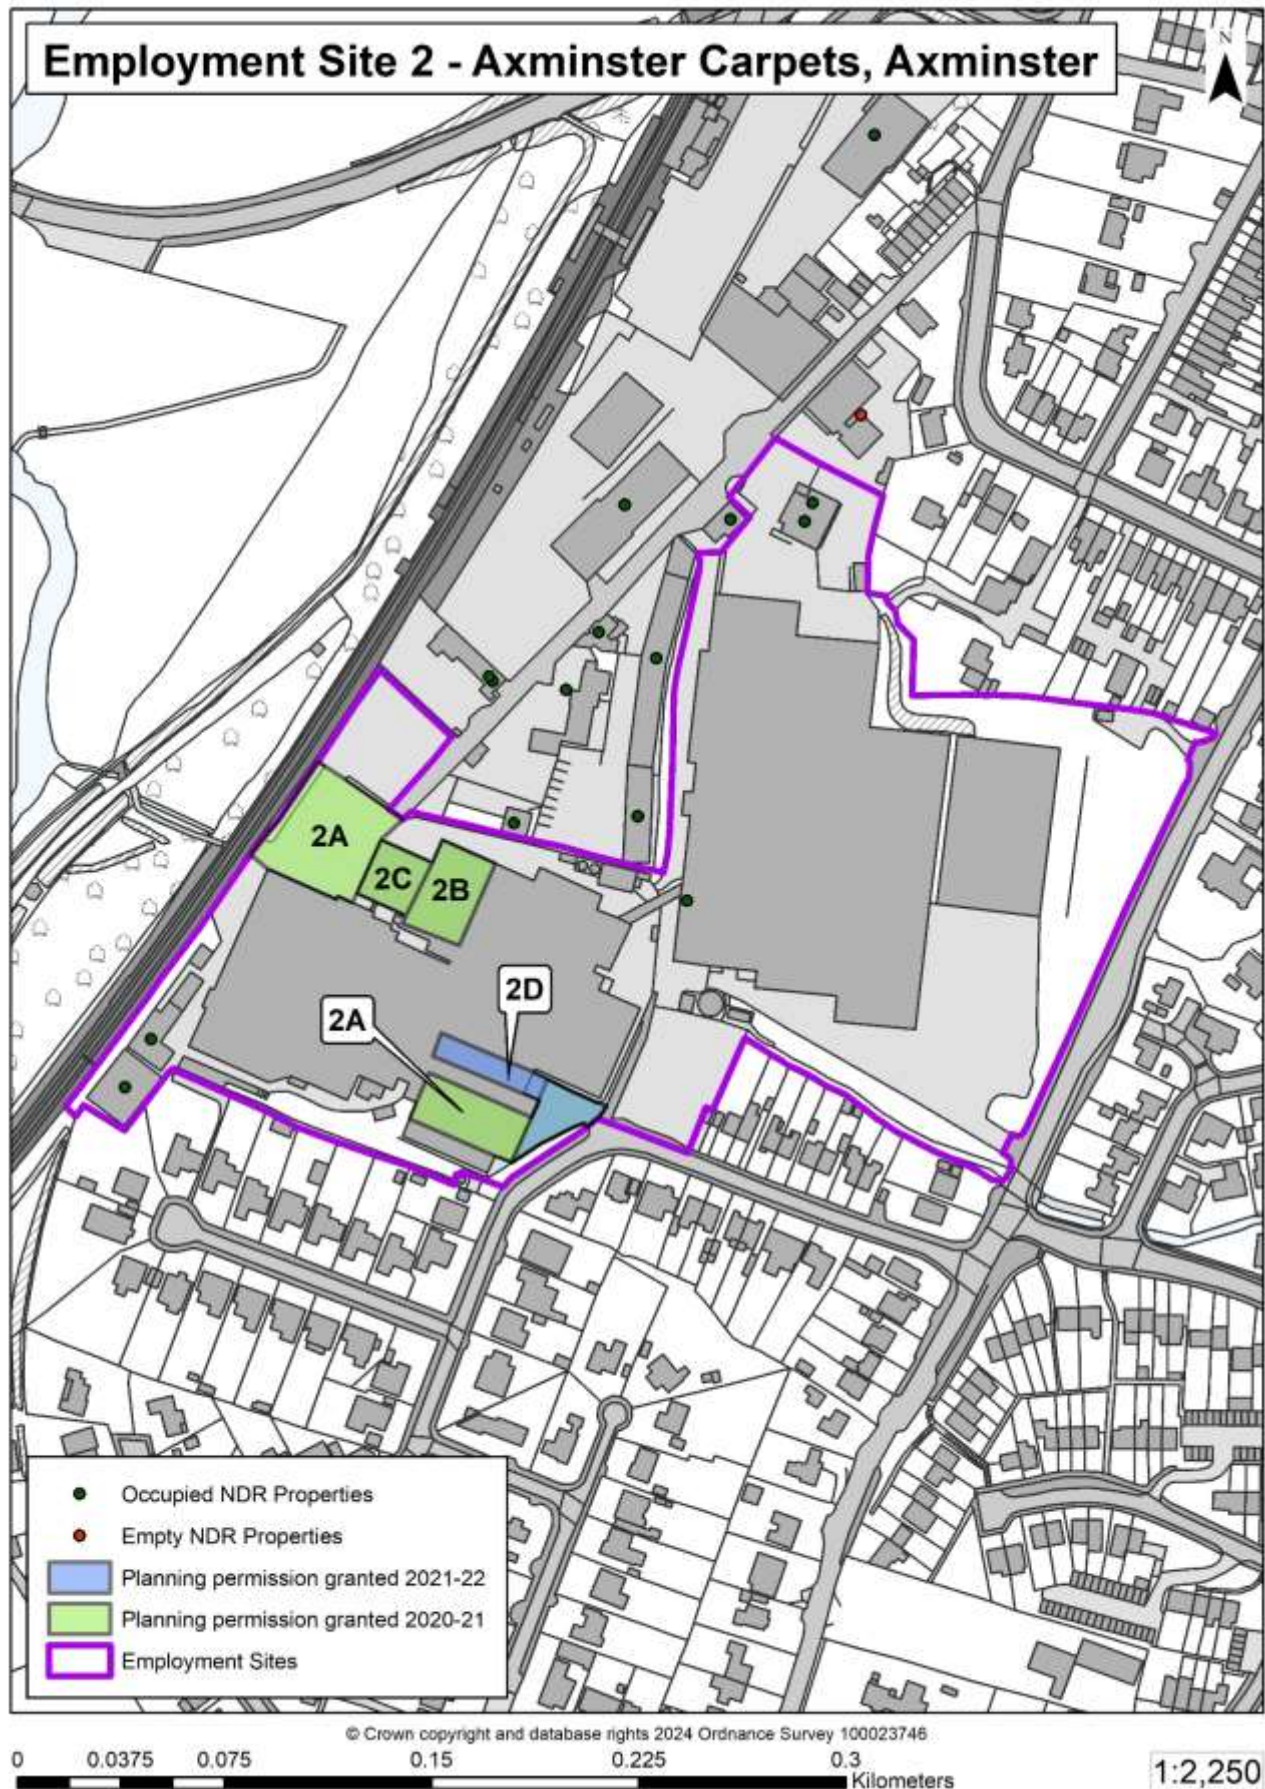 Employment Site 2 - Axminster Carpets, Axminster
N
2A
2C
2B
2D
2A
Occupied NDR Properties
Empty NDR Properties
Planning permission granted 2021-22
Planning permission granted 2020-21
Employment Sites
© Crown copyright and database rights 2024 Ordnance Survey 100023746
0 0.0375 0.075 0.15 0.225 0.3
Kilometers
1:2,250